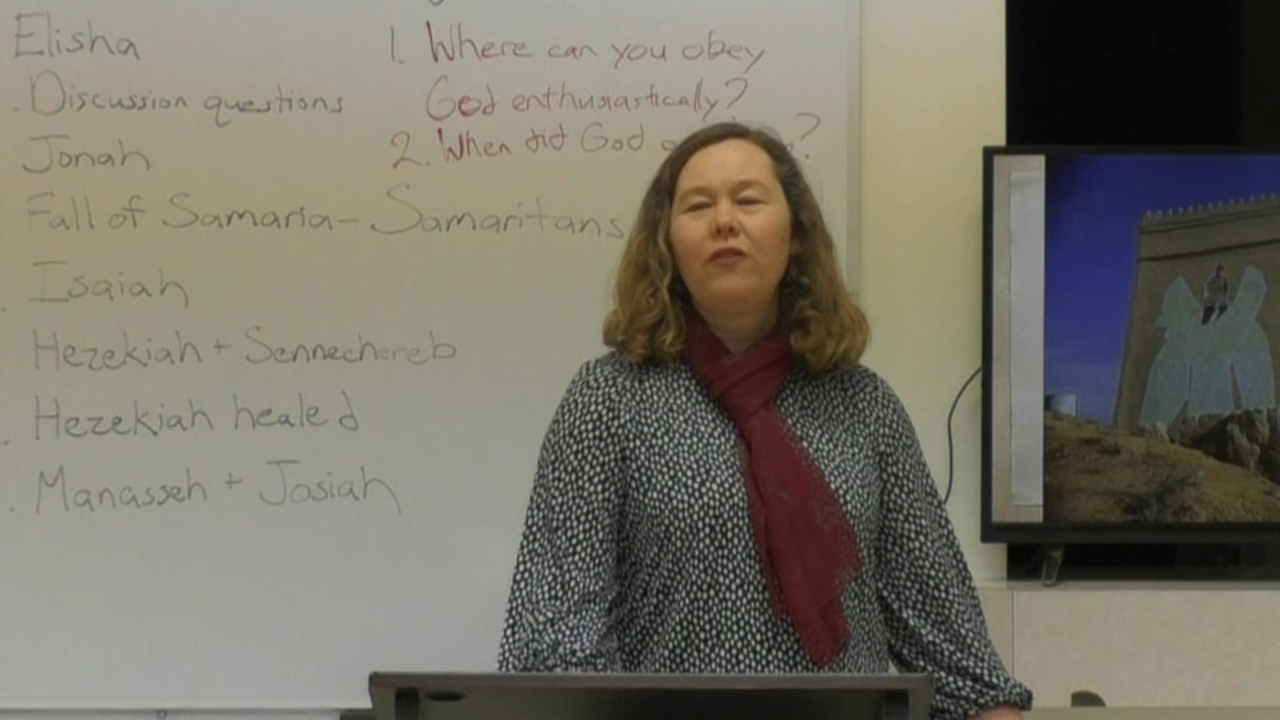 Elisha
Discussion questions
Jonah
Fall of Samaria - Samaritans
Isaiah
Hezekiah + Sennechereb
Hezekiah healed
Manasseh + Josiah
1. Where can you obey
God enthusiastically?
2. When did God ?